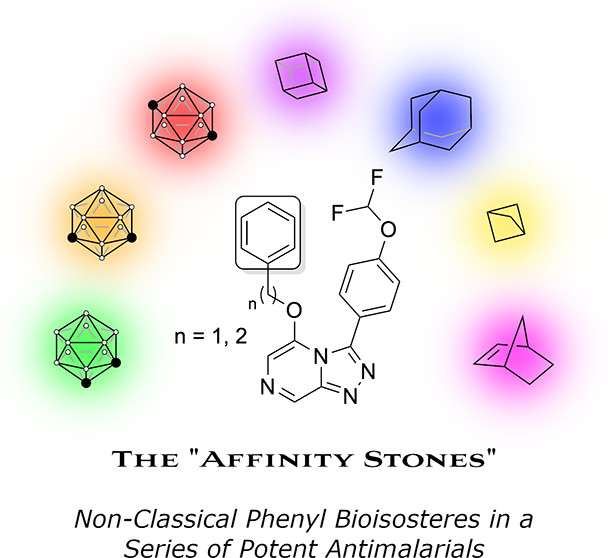 F
F
O
n
O
n = 1, 2
N
N
N
N
THE "AFFINITY STONES"
Non-Classical Phenyl Bioisosteres in a
Series of Potent Antimalarials